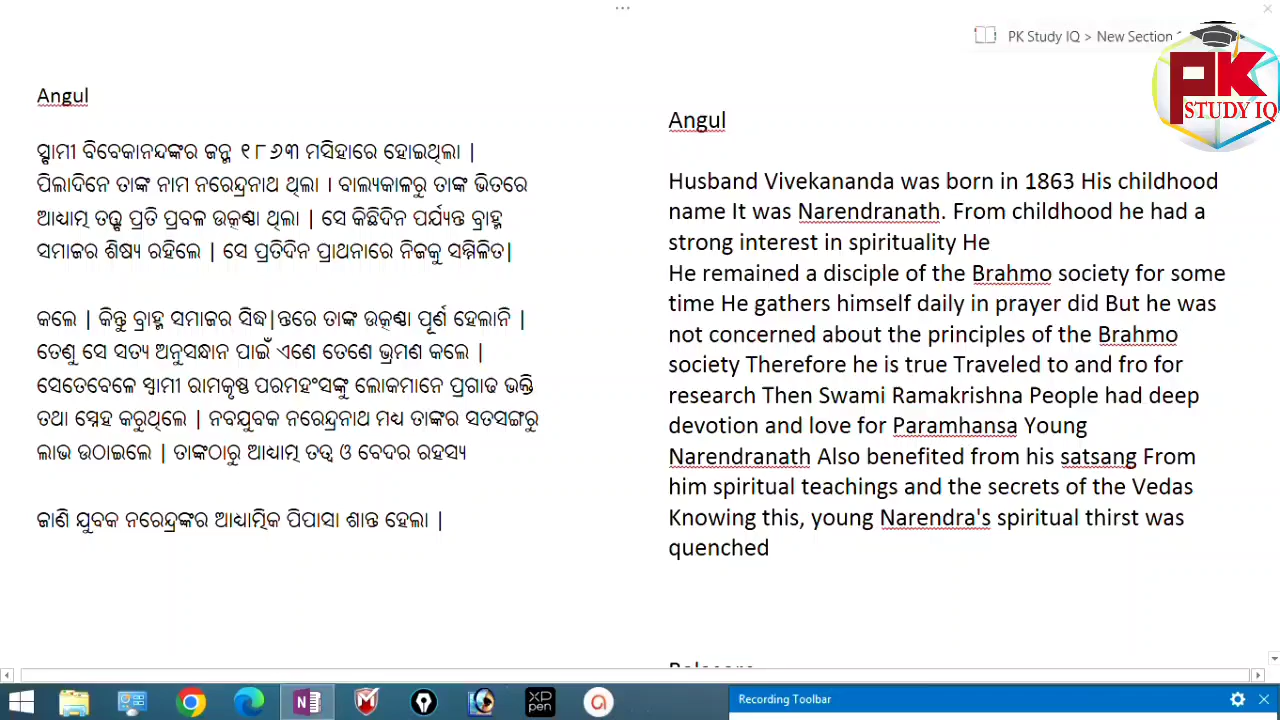 PK Study IQ > New Section
PK
STUDY IQ
Angul
ସ୍ବାମୀ ବିବେକାନନ୍ଦଙ୍କର ଜନ୍ମ ୧୮୬୩ ମସିହାରେ ହୋଇଥିଲା |
ପିଲାଦିନେ ତାଙ୍କ ନାମ ନରେନ୍ଦ୍ରନାଥ ଥିଲା । ବାଲ୍ୟକାଳରୁ ତାଙ୍କ ଭିତରେ
ଆଧ୍ୟାତ୍ମ ତତ୍ତ୍ବ ପ୍ରତି ପ୍ରବଳ ଉତ୍କଣ୍ଠା ଥିଲା | ସେ କିଛିଦିନ ପର୍ଯ୍ୟନ୍ତ ବ୍ରାହ୍ମ
ସମାଜର ଶିଷ୍ୟ ରହିଲେ | ସେ ପ୍ରତିଦିନ ପ୍ରାଥନାରେ ନିଜକୁ ସମ୍ମିଳିତ|
କଲେ | କିନ୍ତୁ ବ୍ରାହ୍ମ ସମାଜର ସିଦ୍ଧ|ନ୍ତରେ ତାଙ୍କ ଉତ୍କଣ୍ଠା ପୂର୍ଣ ହେଲାନି |
ତେଣୁ ସେ ସତ୍ୟ ଅନୁସନ୍ଧାନ ପାଇଁ ଏଣେ ତେଣେ ଭ୍ରମଣ କଲେ |
ସେତେବେଳେ ସ୍ୱାମୀ ରାମକୃଷ୍ଣ ପରମହଂସଙ୍କୁ ଲୋକମାନେ ପ୍ରଗାଢ ଭକ୍ତି
ତଥା ସ୍ନେହ କରୁଥିଲେ | ନବଯୁବକ ନରେନ୍ଦ୍ରନାଥ ମଧ୍ୟ ତାଙ୍କର ସତସଙ୍ଗରୁ
ଲାଭ ଉଠାଇଲେ | ତାଙ୍କଠାରୁ ଆଧ୍ୟାତ୍ମ ତତ୍ୱ ଓ ବେଦର ରହସ୍ୟ
ଜାଣି ଯୁବକ ନରେନ୍ଦ୍ରଙ୍କର ଆଧ୍ୟାତ୍ମିକ ପିପାସା ଶାନ୍ତ ହେଲା |
Angul
Husband Vivekananda was born in 1863 His childhood
name It was Narendranath. From childhood he had a
strong interest in spirituality He
He remained a disciple of the Brahmo society for some
time He gathers himself daily in prayer did But he was
not concerned about the principles of the Brahmo
society Therefore he is true Traveled to and fro for
research Then Swami Ramakrishna People had deep
devotion and love for Paramhansa Young
Narendranath Also benefited from his satsang From
him spiritual teachings and the secrets of the Vedas
Knowing this, young Narendra's spiritual thirst was
quenched
XP
pen
Recording Toolbar